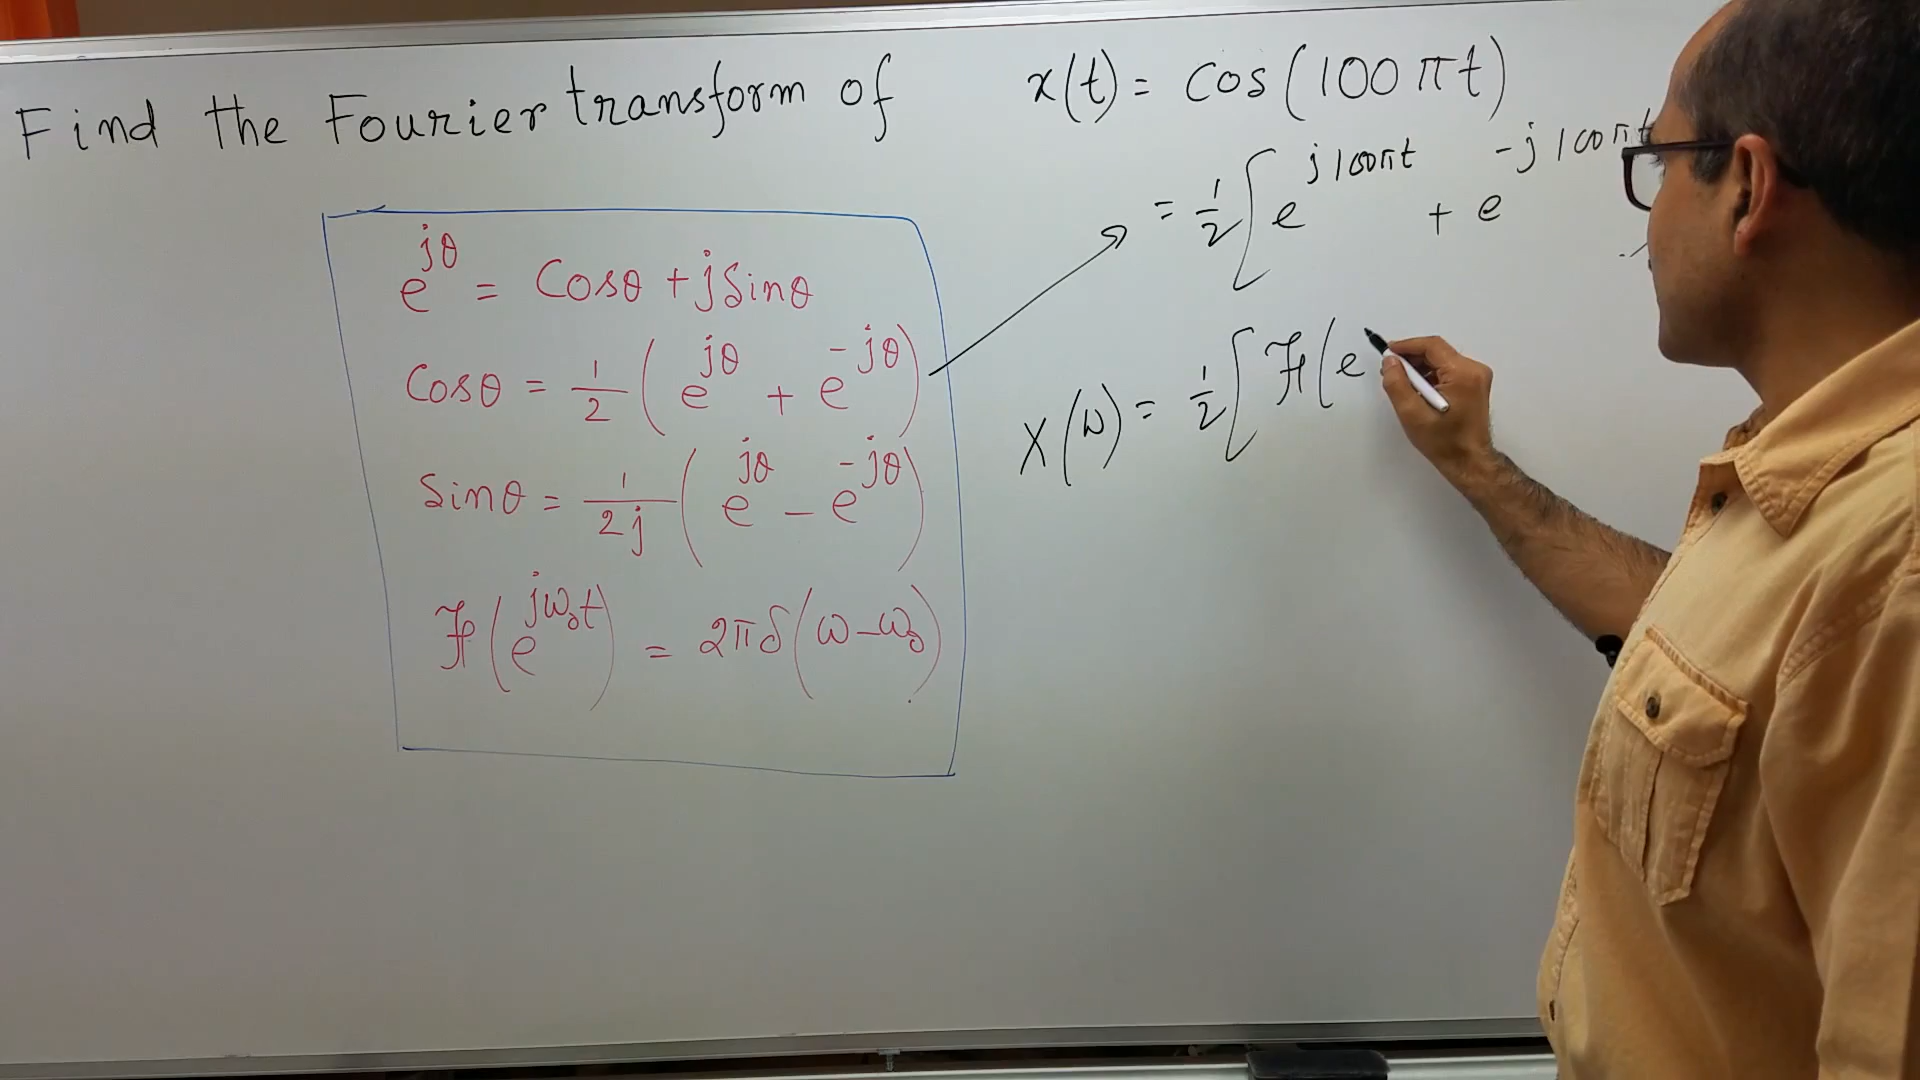 Find the Fourier transform of x(t) = Cos(100πt)
= 1/2 [ e^{j100πt} + e^{-j100πt}
e^{jθ} = Cosθ + jSinθ
Cosθ = 1/2 ( e^{jθ} + e^{-jθ} )
Sinθ = 1/2j ( e^{jθ} - e^{-jθ} )
ℱ( e^{jω₀t} ) = 2πδ(ω-ω₀)
X(ω) = 1/2 [ ℱ( e